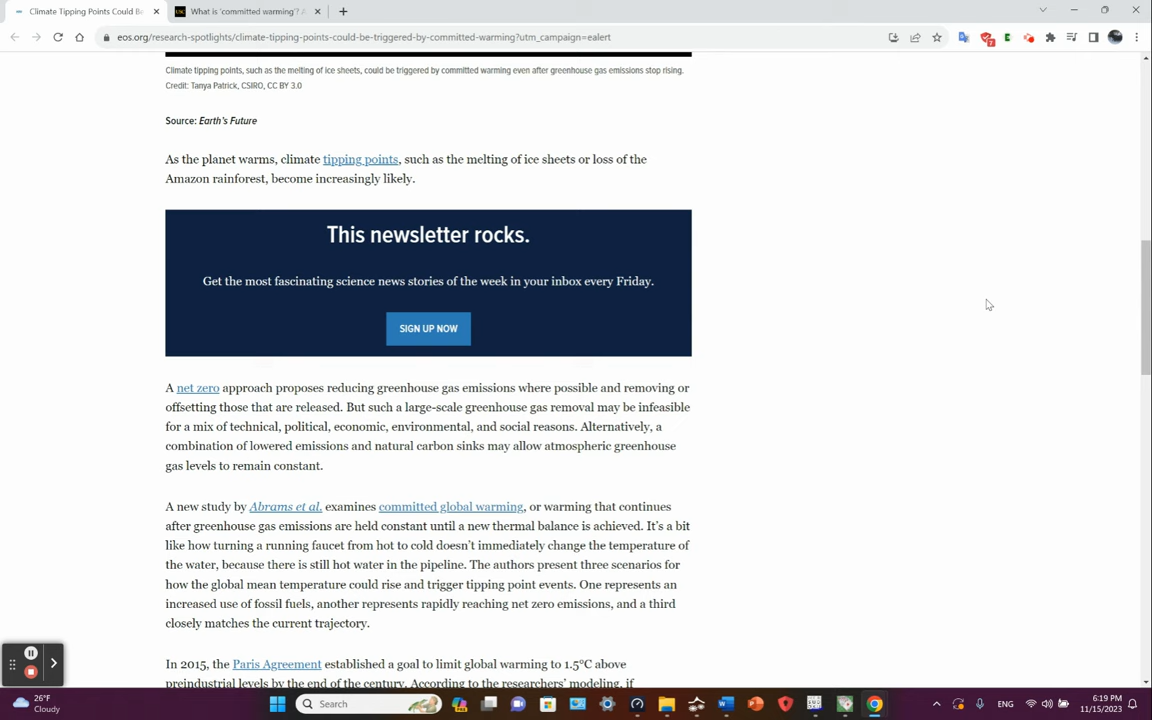 Climate Tipping Points Could Be
What is 'committed warming'? A
eos.org/research-spotlights/climate-tipping-points-could-be-triggered-by-committed-warming?utm_campaign=ealert
7
Climate tipping points, such as the melting of ice sheets, could be triggered by committed warming even after greenhouse gas emissions stop rising.
Credit: Tanya Patrick, CSIRO, CC BY 3.0
Source: Earth's Future
As the planet warms, climate tipping points, such as the melting of ice sheets or loss of the
Amazon rainforest, become increasingly likely.
This newsletter rocks.
Get the most fascinating science news stories of the week in your inbox every Friday.
SIGN UP NOW
A net zero approach proposes reducing greenhouse gas emissions where possible and removing or
offsetting those that are released. But such a large-scale greenhouse gas removal may be infeasible
for a mix of technical, political, economic, environmental, and social reasons. Alternatively, a
combination of lowered emissions and natural carbon sinks may allow atmospheric greenhouse
gas levels to remain constant.
A new study by Abrams et al. examines committed global warming, or warming that continues
after greenhouse gas emissions are held constant until a new thermal balance is achieved. It's a bit
like how turning a running faucet from hot to cold doesn't immediately change the temperature of
the water, because there is still hot water in the pipeline. The authors present three scenarios for
how the global mean temperature could rise and trigger tipping point events. One represents an
increased use of fossil fuels, another represents rapidly reaching net zero emissions, and a third
closely matches the current trajectory.
In 2015, the Paris Agreement established a goal to limit global warming to 1.5°C above
preindustrial levels by the end of the century. According to the researchers' modeling, if
26°F
Cloudy
Search
ENG
6:19 PM
11/15/2023